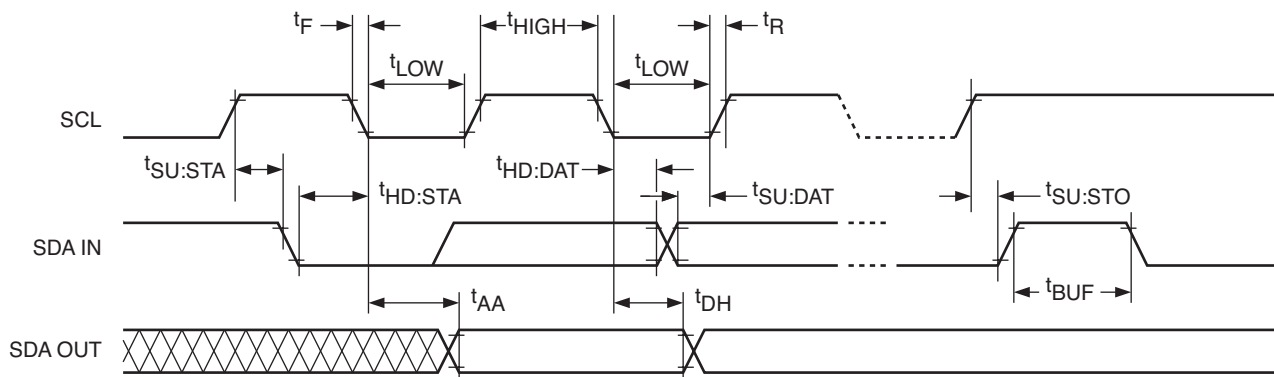 tF
tHIGH
tR
tLOW
tLOW
SCL
tSU:STA
tHD:STA
tHD:DAT
tSU:DAT
tSU:STO
SDA IN
tAA
tDH
tBUF
SDA OUT